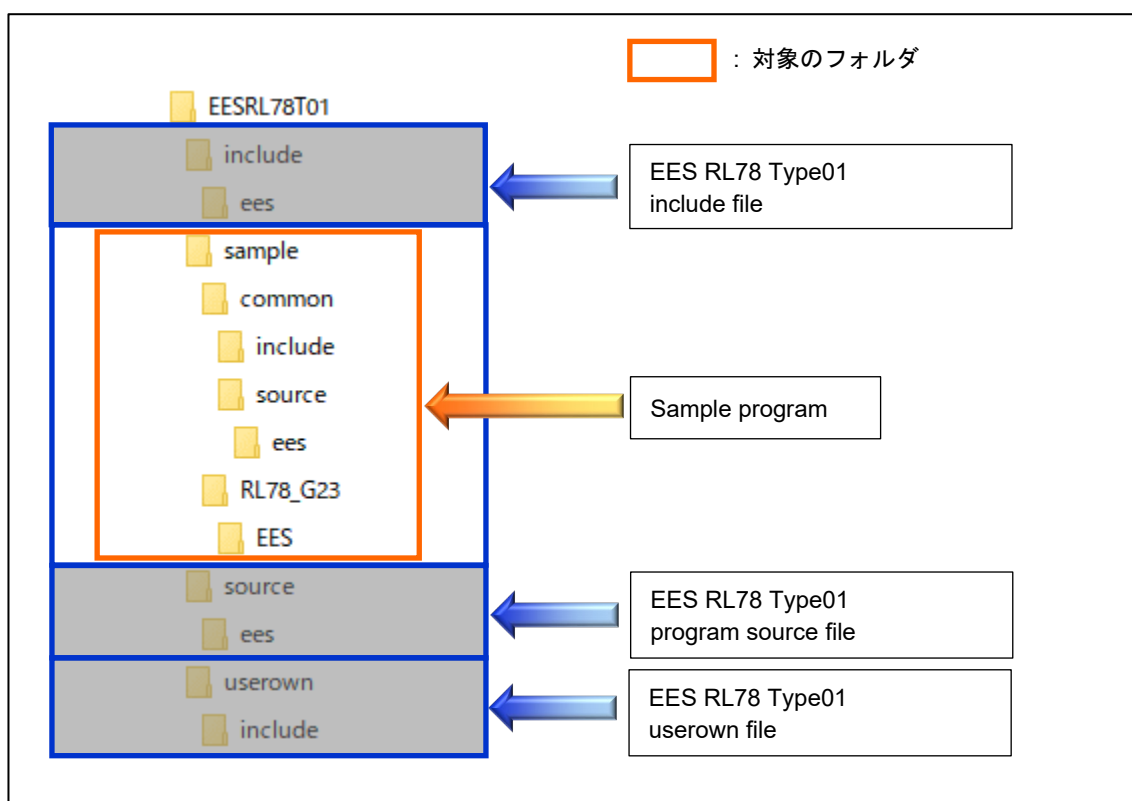 : 対象のフォルダ
EESRL78T01
include
ees
EES RL78 Type01
include file
sample
common
include
source
ees
RL78_G23
EES
Sample program
source
ees
EES RL78 Type01
program source file
userown
include
EES RL78 Type01
userown file